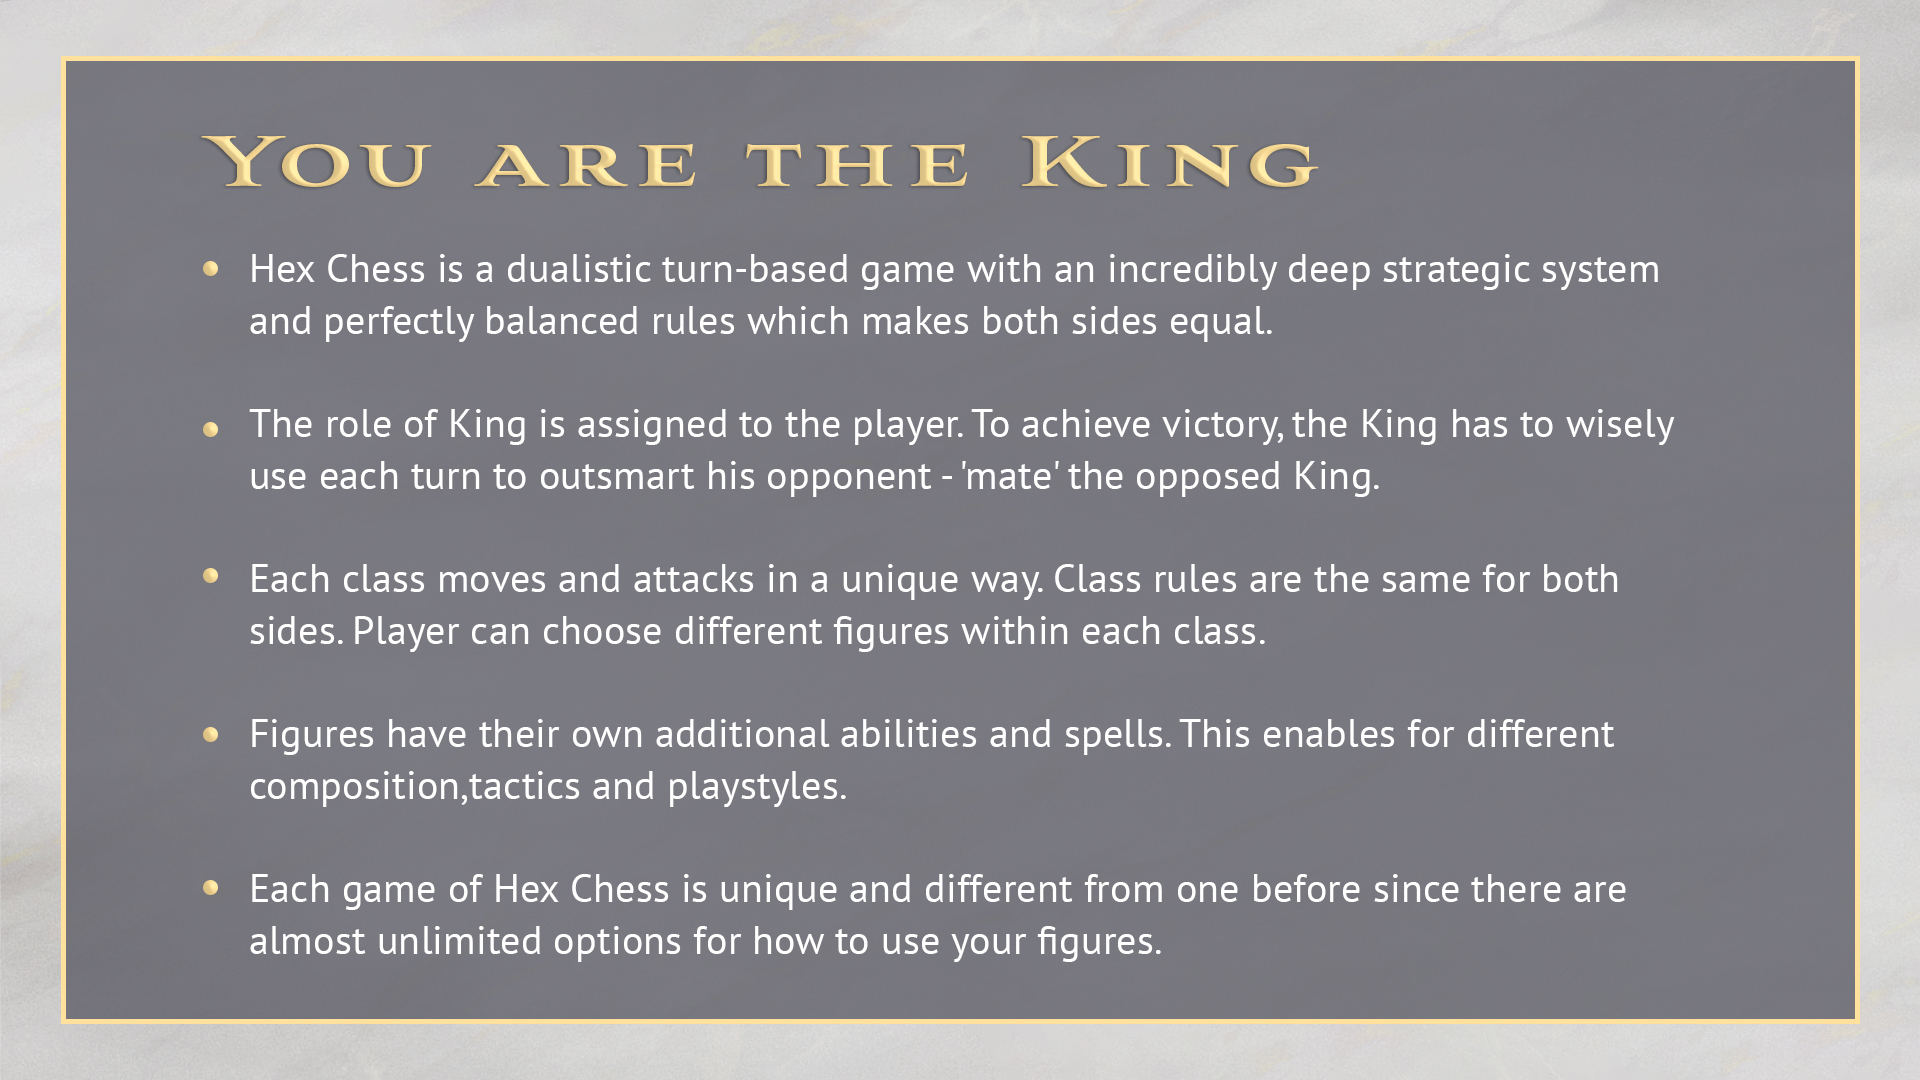 You are the King
• Hex Chess is a dualistic turn-based game with an incredibly deep strategic system
and perfectly balanced rules which makes both sides equal.
• The role of King is assigned to the player. To achieve victory, the King has to wisely
use each turn to outsmart his opponent - 'mate' the opposed King.
• Each class moves and attacks in a unique way. Class rules are the same for both
sides. Player can choose different figures within each class.
• Figures have their own additional abilities and spells. This enables for different
composition,tactics and playstyles.
• Each game of Hex Chess is unique and different from one before since there are
almost unlimited options for how to use your figures.